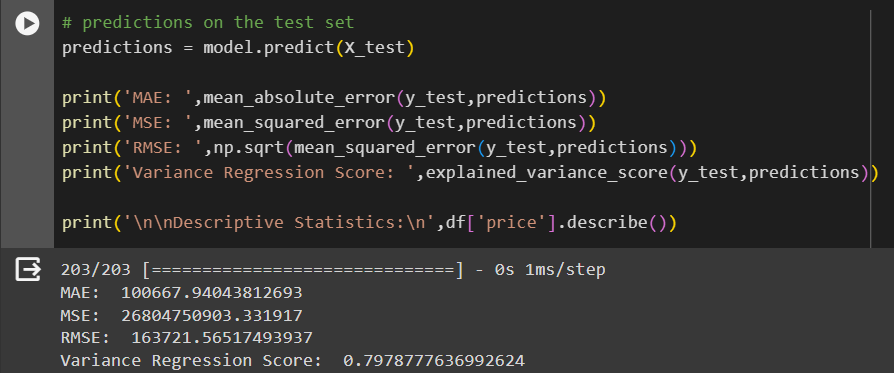 # predictions on the test set
predictions = model.predict(X_test)
print('MAE: ',mean_absolute_error(y_test,predictions))
print('MSE: ',mean_squared_error(y_test,predictions))
print('RMSE: ',np.sqrt(mean_squared_error(y_test,predictions)))
print('Variance Regression Score: ',explained_variance_score(y_test,predictions))
print('\n\nDescriptive Statistics:\n',df['price'].describe())
203/203 [==============================] - 0s 1ms/step
MAE:  100667.94043812693
MSE:  26804750903.331917
RMSE:  163721.56517493937
Variance Regression Score:  0.7978777636992624